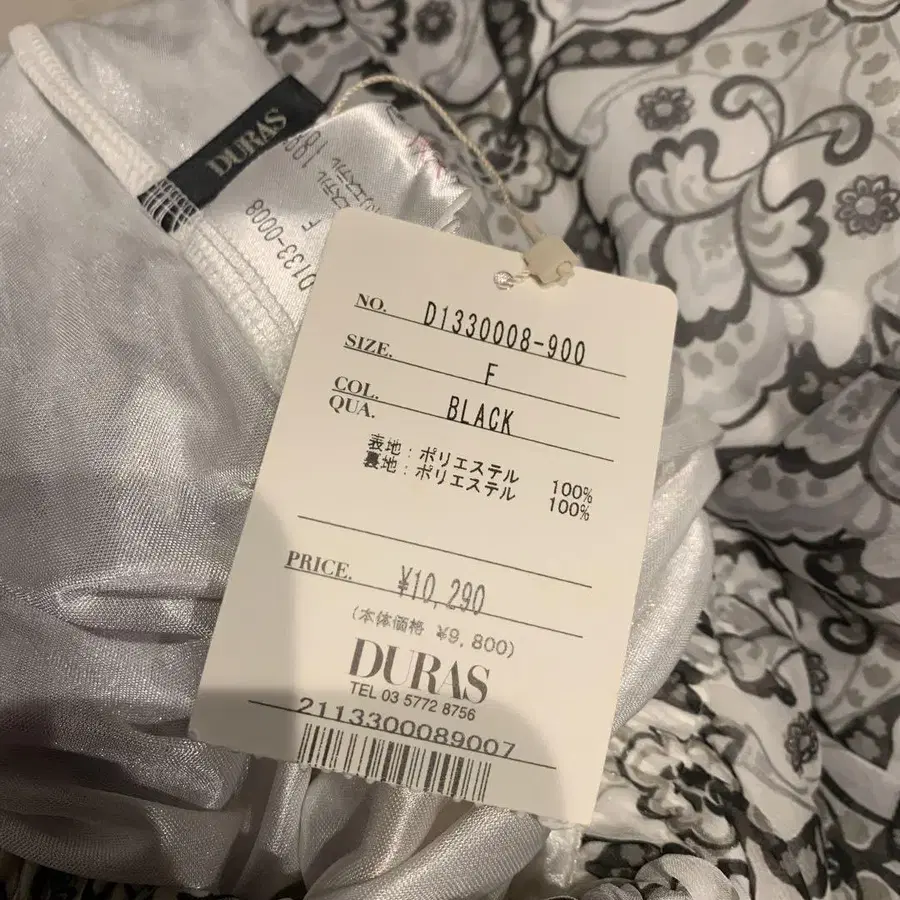 DURAS
D133-0008
F
NO. D1330008-900
SIZE. F
COL. BLACK
QUA.
表地：ポリエステル 100%
裏地：ポリエステル 100%
PRICE. ¥10,290
(本体価格 ¥9,800)
DURAS
TEL 03 5772 8756
2113300089007